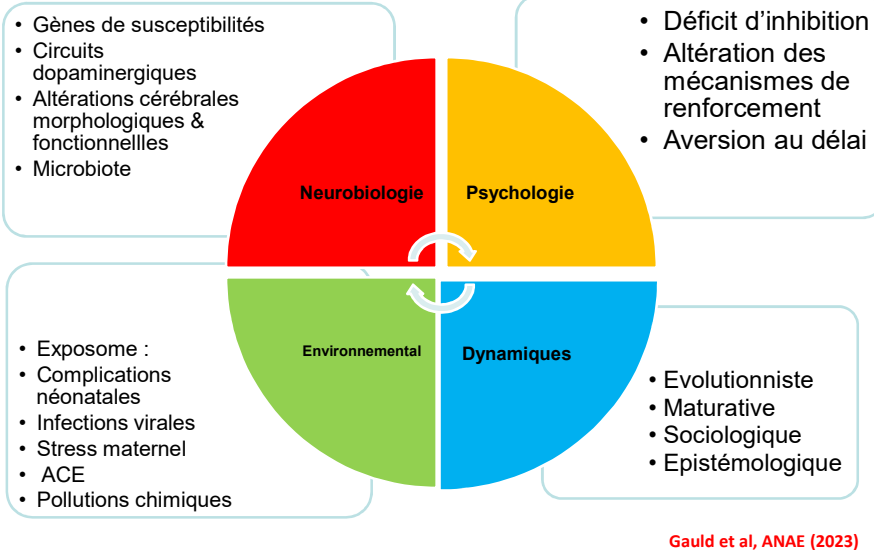 • Gènes de susceptibilités
• Circuits
dopaminergiques
• Altérations cérébrales
morphologiques &
fonctionnellles
• Microbiote
• Déficit d’inhibition
• Altération des
mécanismes de
renforcement
• Aversion au délai
Neurobiologie
Psychologie
Environnemental
Dynamiques
• Exposome :
• Complications
néonatales
• Infections virales
• Stress maternel
• ACE
• Pollutions chimiques
• Evolutionniste
• Maturative
• Sociologique
• Epistémologique
Gauld et al, ANAE (2023)